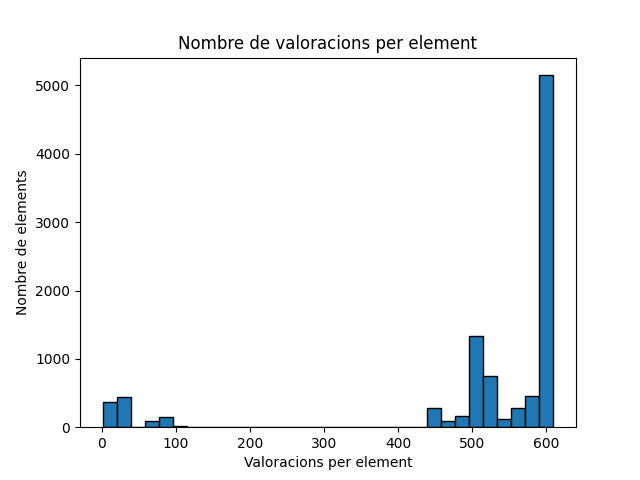 Nombre de valoracions per element
Nombre de elements
5000
4000
3000
2000
1000
0
0 100 200 300 400 500 600
Valoracions per element